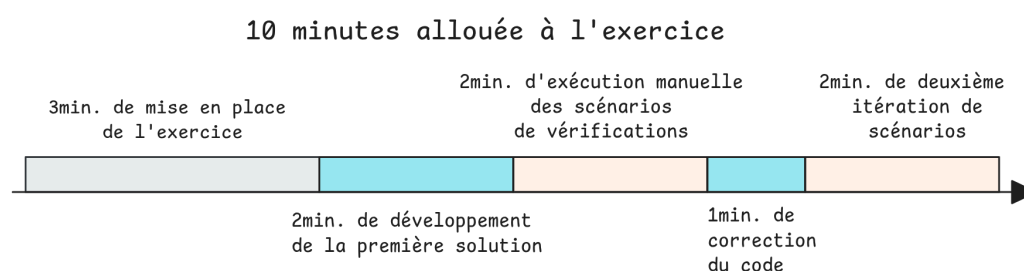 10 minutes allouée à l'exercice
3min. de mise en place
de l'exercice
2min. d'exécution manuelle
des scénarios
de vérifications
2min. de deuxième
itération de
scénarios
2min. de développement
de la première solution
1min. de
correction
du code